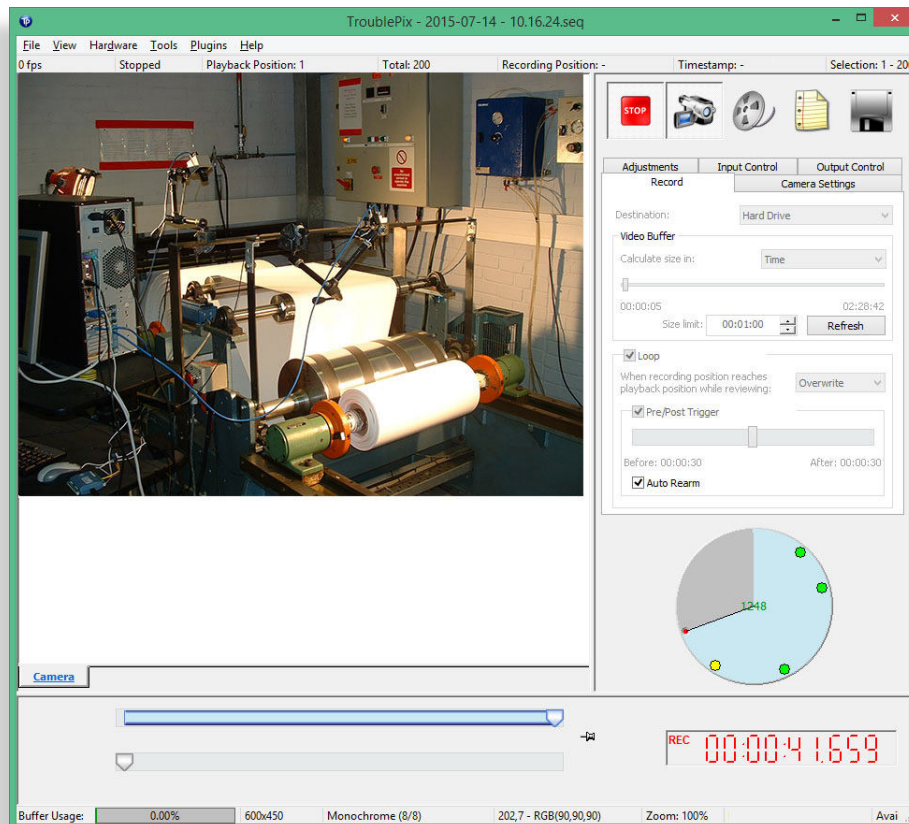 TroublePix - 2015-07-14 - 10.16.24.seq
File View Hardware Tools Plugins Help
0 fps Stopped Playback Position: 1 Total: 200 Recording Position: - Timestamp: - Selection: 1 - 200
STOP
Adjustments Input Control Output Control
Record Camera Settings
Destination: Hard Drive
Video Buffer
Calculate size in: Time
00:00:05 02:28:42
Size limit: 00:01:00 Refresh
Loop
When recording position reaches
playback position while reviewing: Overwrite
Pre/Post Trigger
Before: 00:00:30 After: 00:00:30
Auto Rearm
1248
Camera
REC 00:00:41.659
Buffer Usage: 0.00% 600x450 Monochrome (8/8) 202,7 - RGB(90,90,90) Zoom: 100% Avai